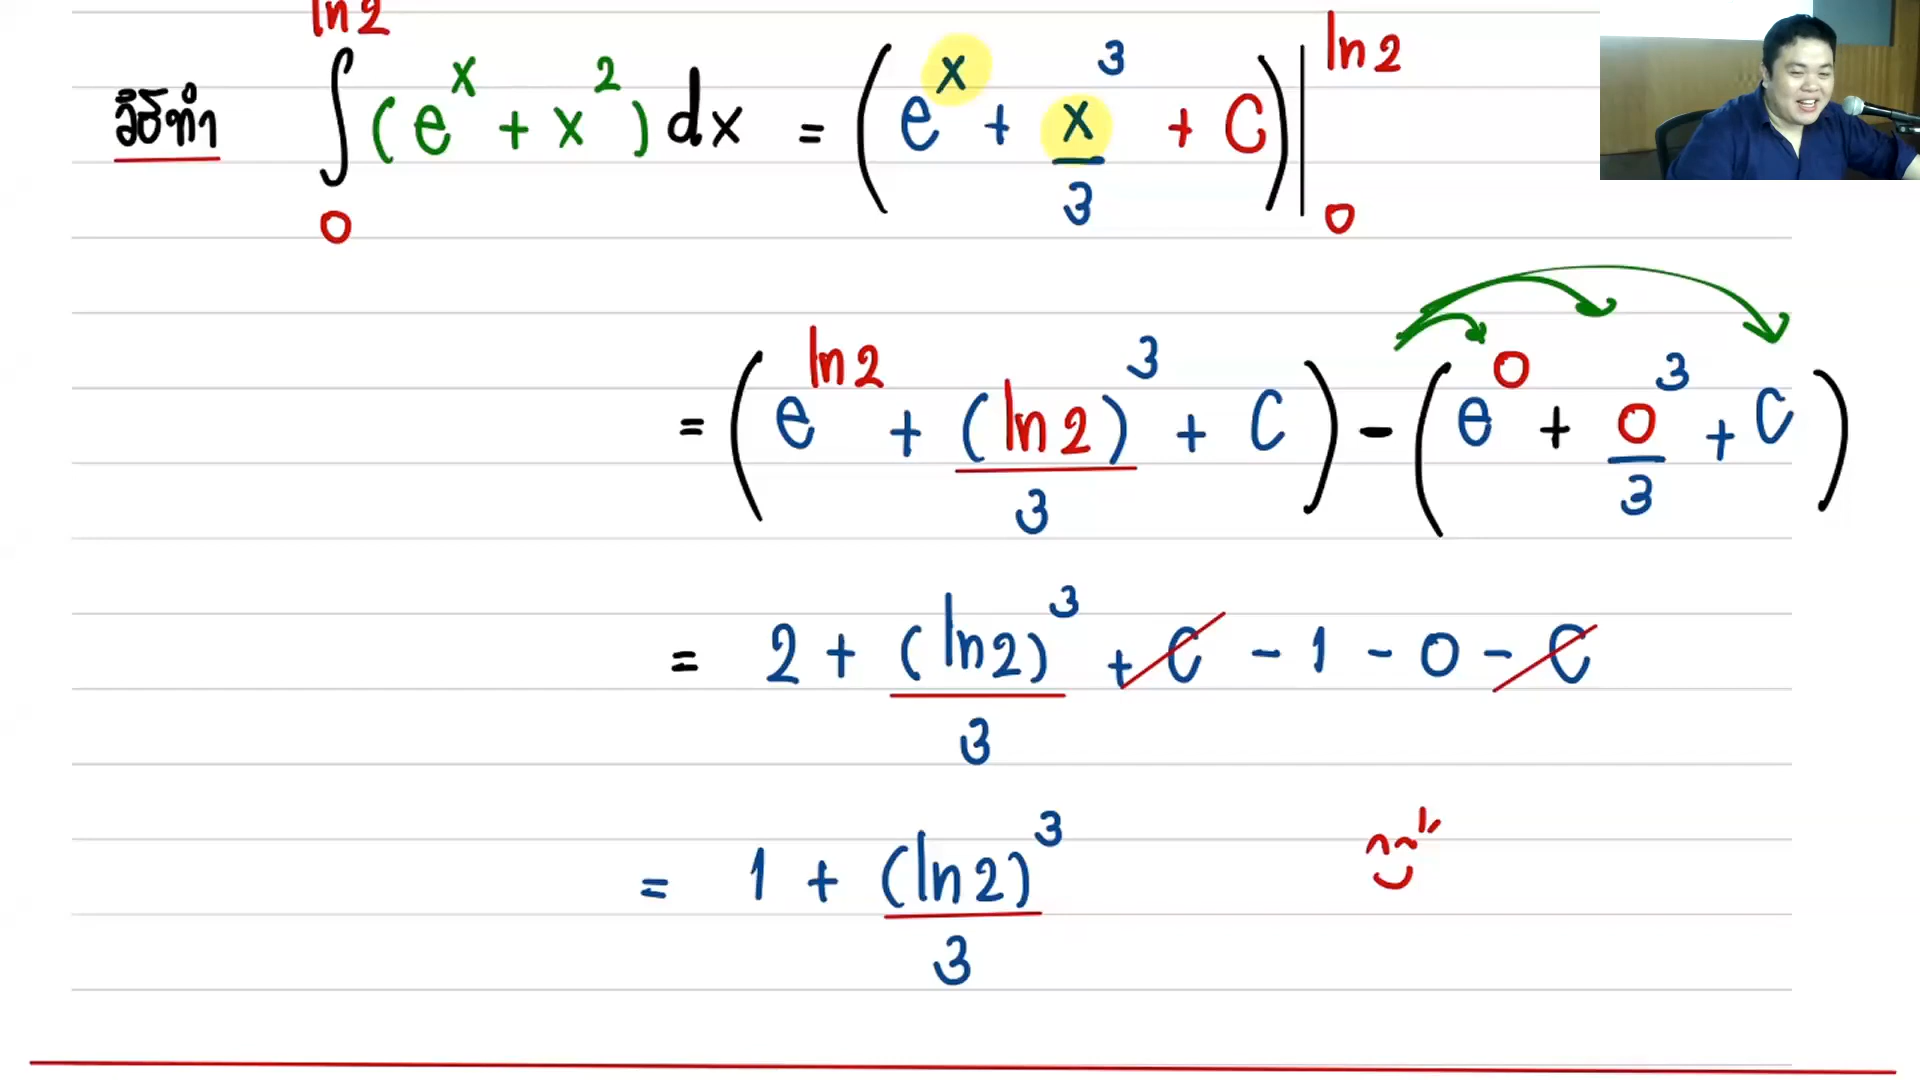 วิธีทำ ∫₀^{ln2} (e^x + x^2) dx = (e^x + x^3/3 + C)|₀^{ln2}
= (e^{ln2} + (ln2)^3/3 + C) - (e^0 + 0^3/3 + C)
= 2 + (ln2)^3/3 + C - 1 - 0 - C
= 1 + (ln2)^3/3